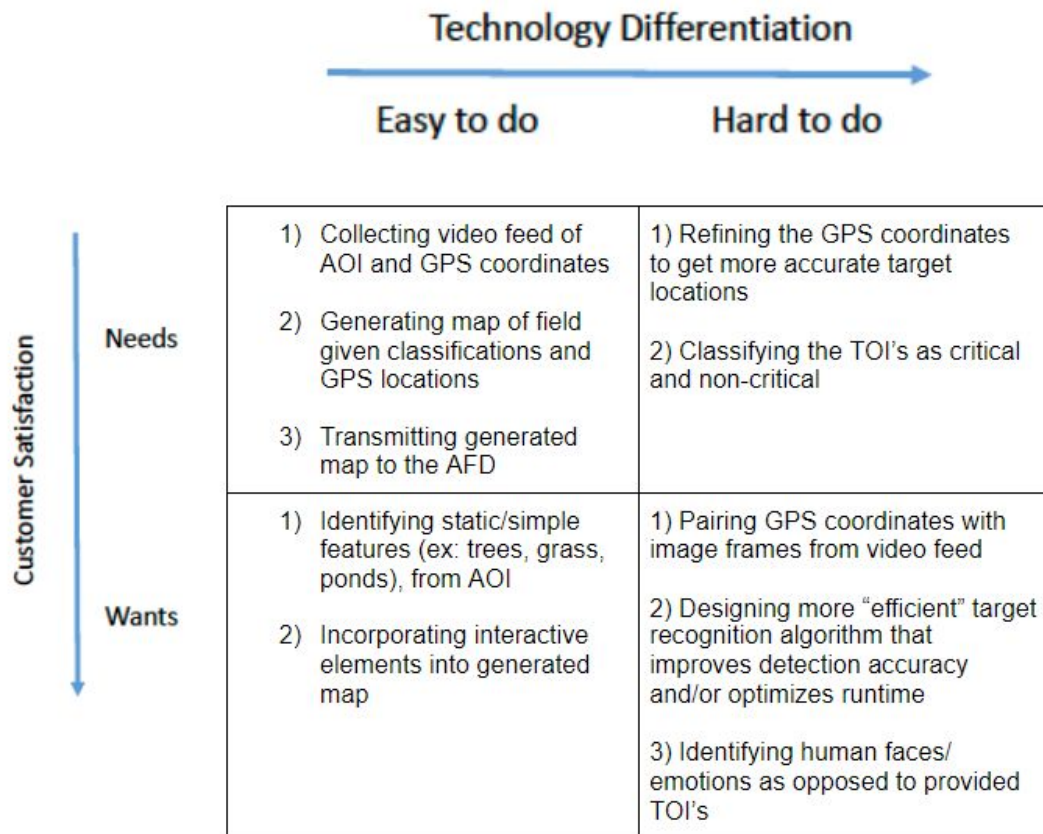 Technology Differentiation
Easy to do
Hard to do
Customer Satisfaction
Needs
1) Collecting video feed of
AOI and GPS coordinates
2) Generating map of field
given classifications and
GPS locations
3) Transmitting generated
map to the AFD
1) Refining the GPS coordinates
to get more accurate target
locations
2) Classifying the TOI’s as critical
and non-critical
Wants
1) Identifying static/simple
features (ex: trees, grass,
ponds), from AOI
2) Incorporating interactive
elements into generated
map
1) Pairing GPS coordinates with
image frames from video feed
2) Designing more “efficient” target
recognition algorithm that
improves detection accuracy
and/or optimizes runtime
3) Identifying human faces/
emotions as opposed to provided
TOI’s